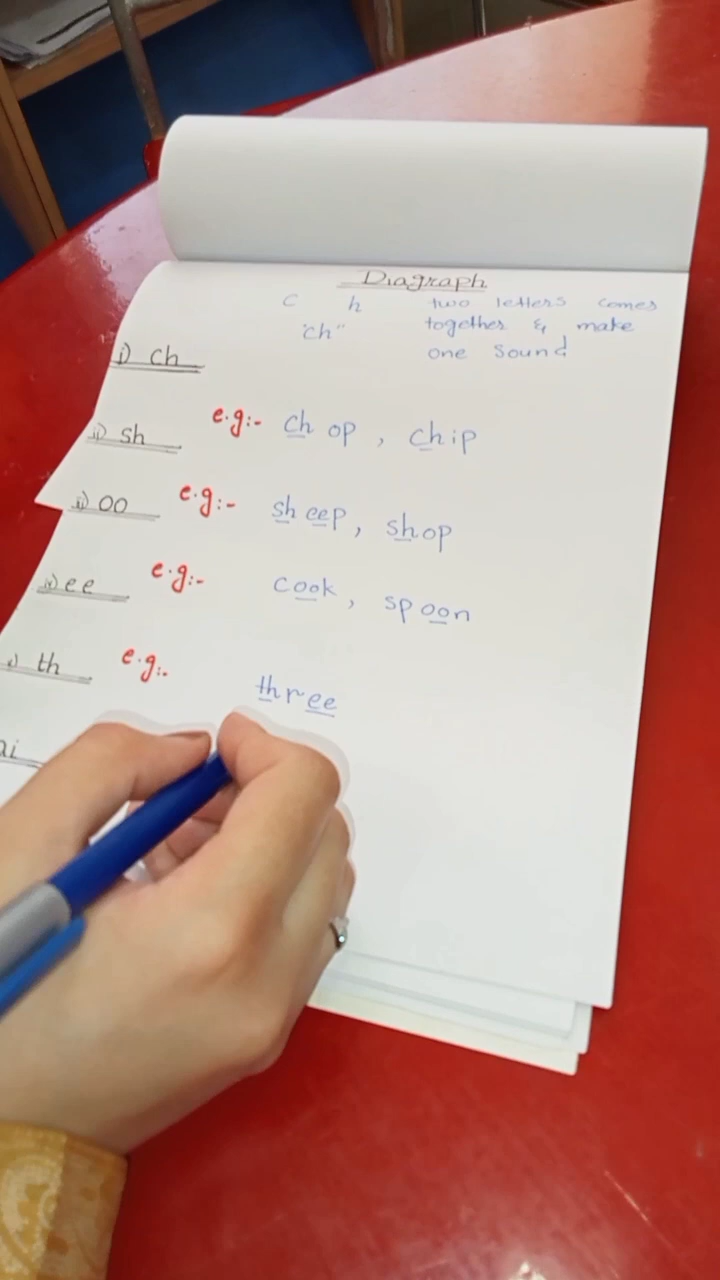 Diagraph
c h two letters comes
"ch" together & make
one sound
i) ch
e.g:- ch op , chip
ii) sh
e.g:- sh eep , shop
iii) oo
e.g:- cook , spoon
iv) ee
e.g:- three
v) th
ai